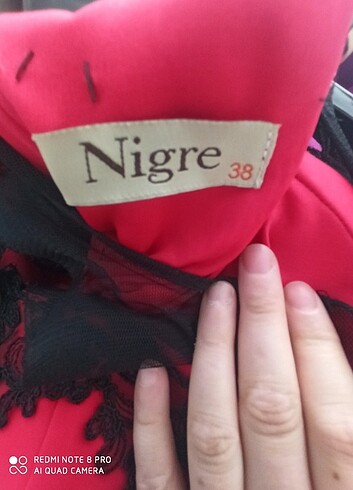 Nigre 38
REDMI NOTE 8 PRO
AI QUAD CAMERA